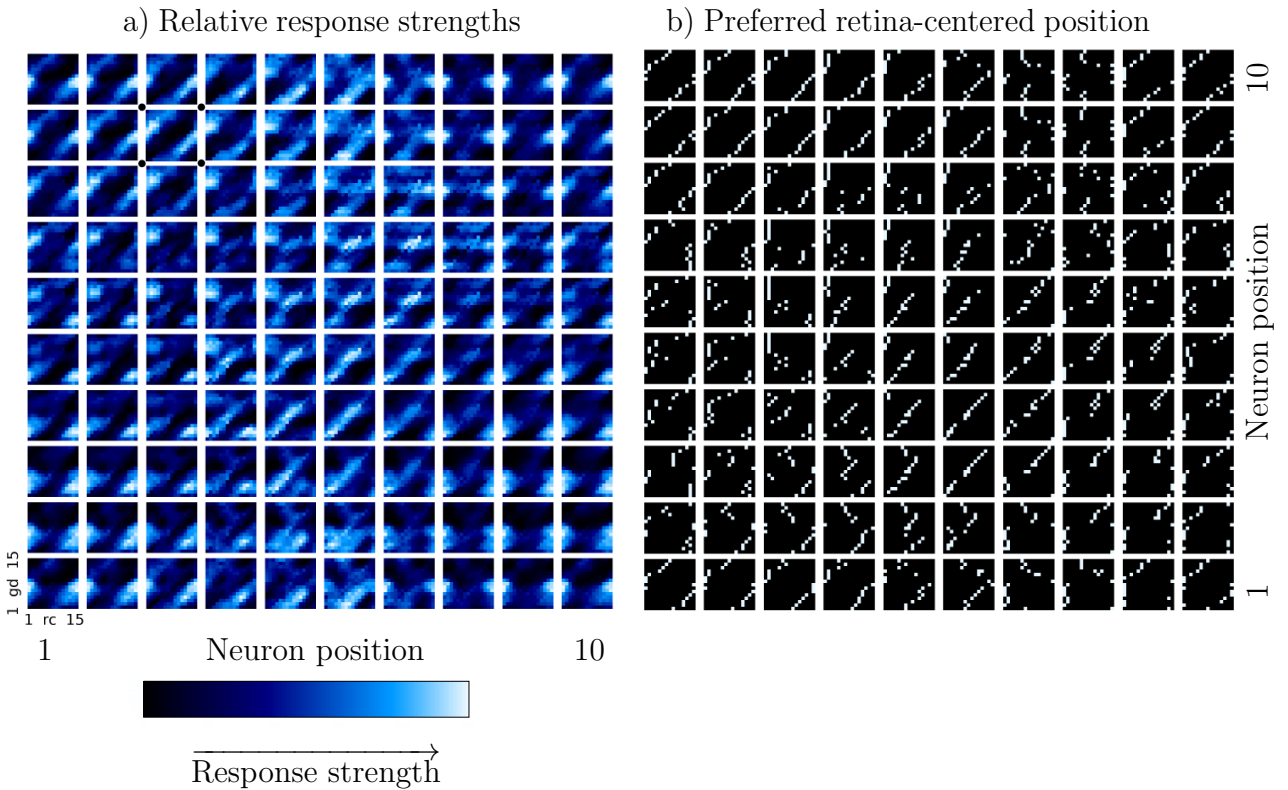 a) Relative response strengths
b) Preferred retina-centered position
10
Neuron position
1
1 gd 15
1 rc 15
1 Neuron position 10
Response strength